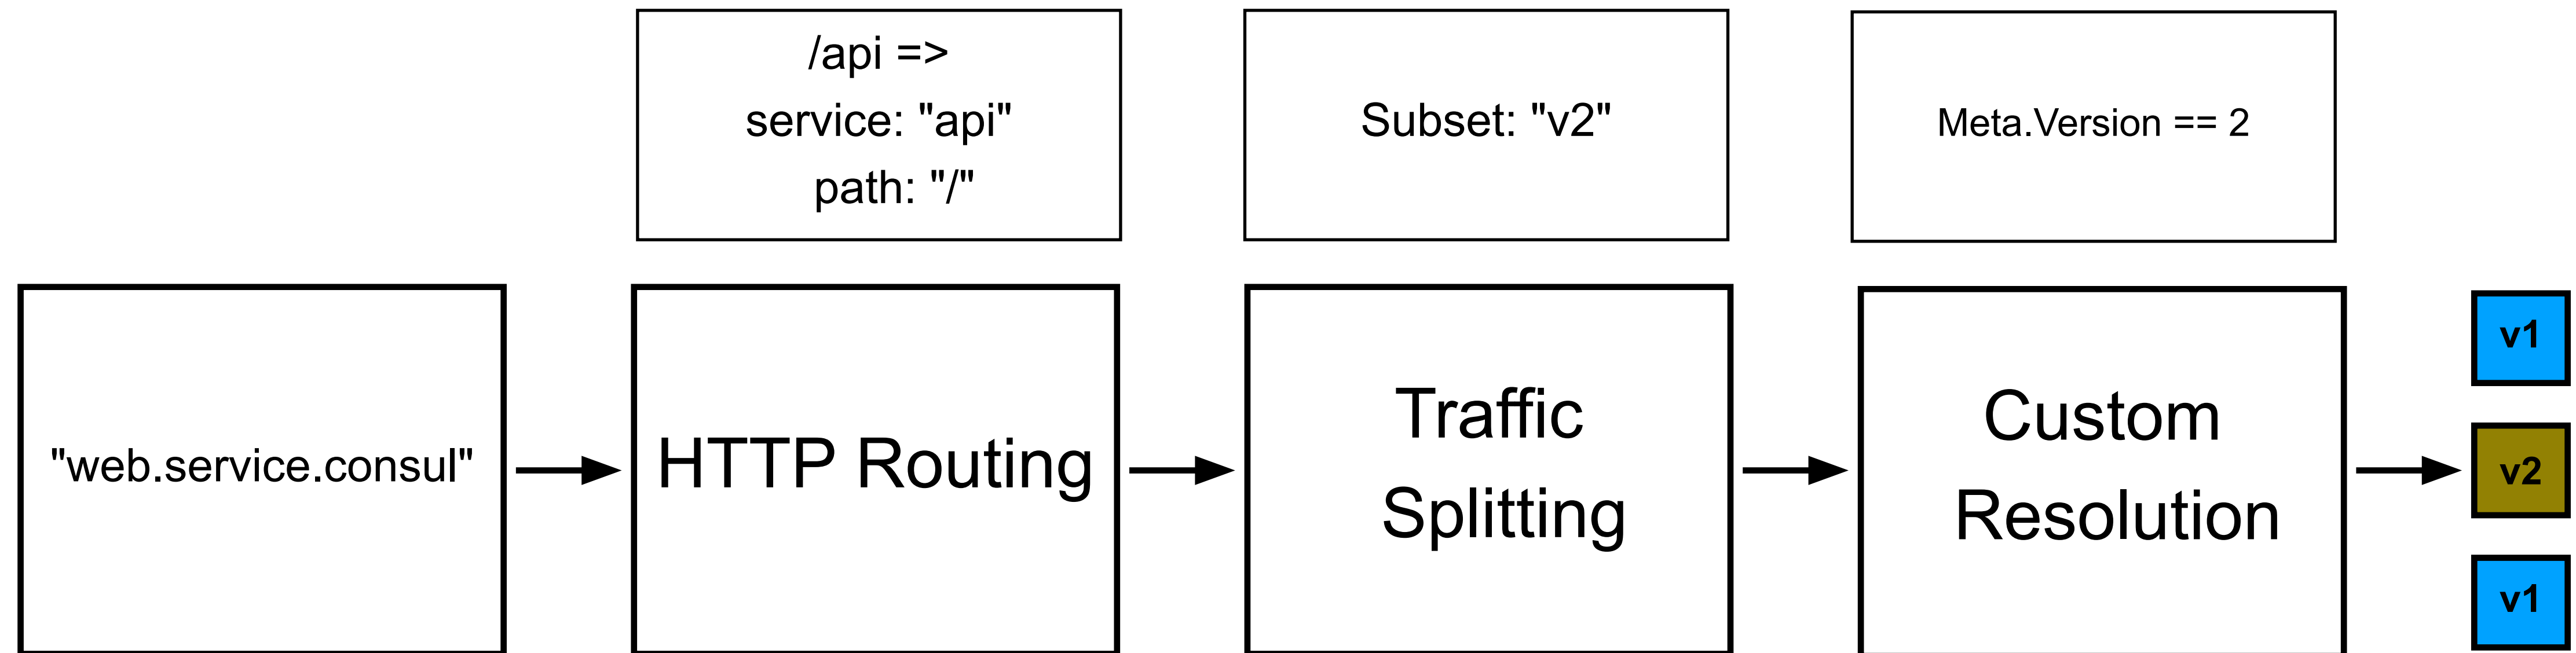 /api =>
service: "api"
path: "/"
Subset: "v2"
Meta.Version == 2
"web.service.consul"
HTTP Routing
Traffic
Splitting
Custom
Resolution
v1
v2
v1